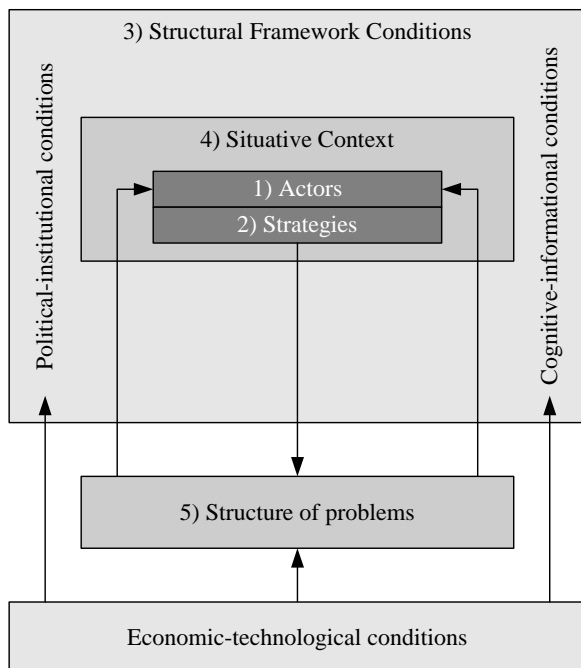 3) Structural Framework Conditions
Political-institutional conditions
4) Situative Context
1) Actors
2) Strategies
Cognitive-informational conditions
5) Structure of problems
Economic-technological conditions